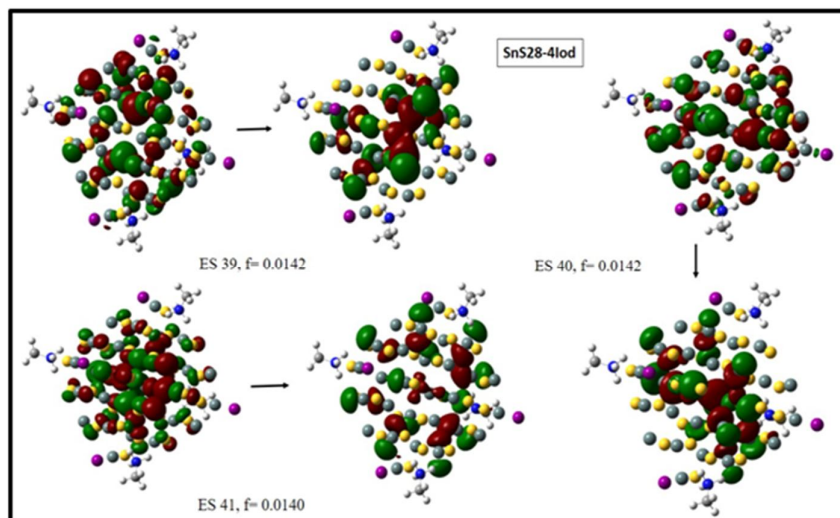 SnS28-4Iod
ES 39, f= 0.0142
ES 40, f= 0.0142
ES 41, f= 0.0140